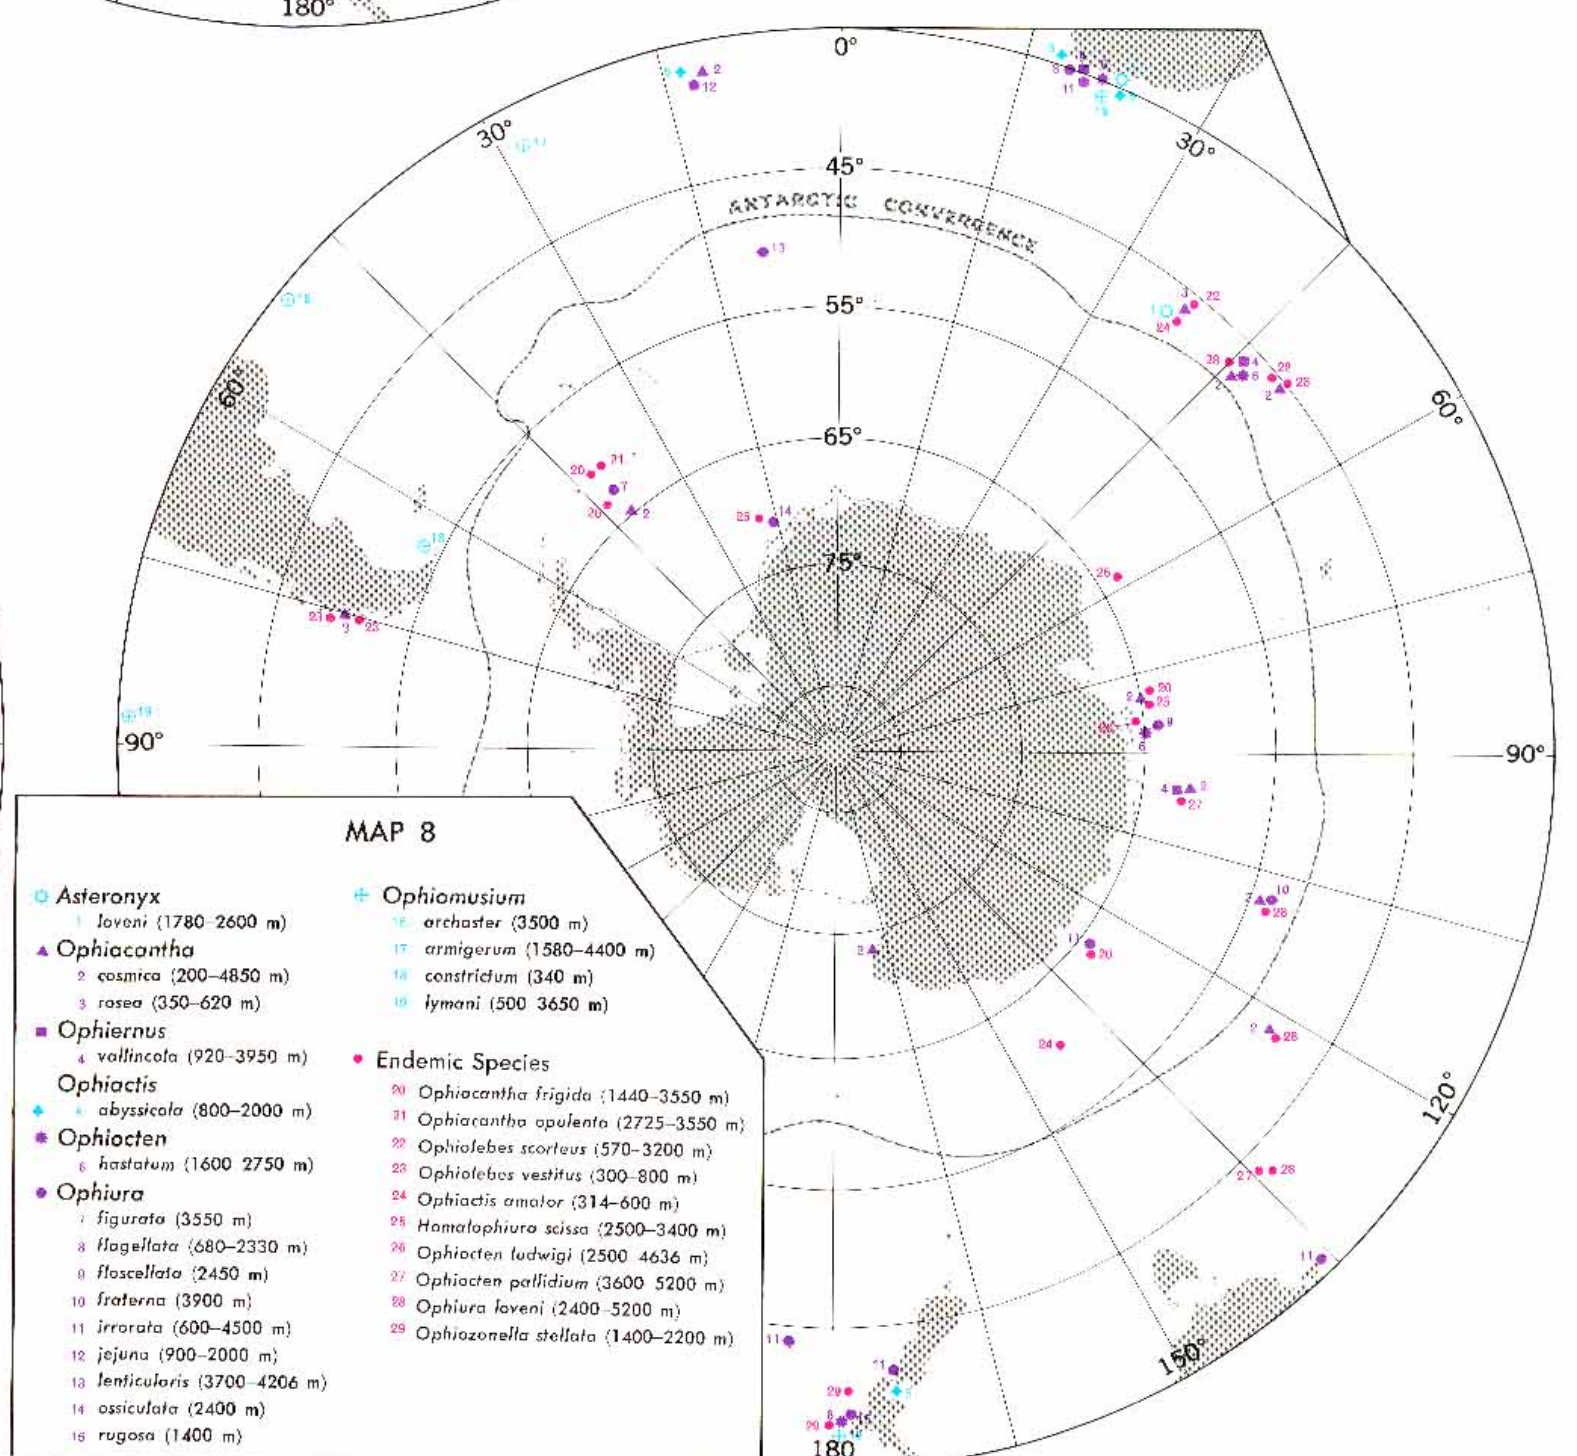 180°
0°
30°
30°
45°
ANTARCTIC CONVERGENCE
55°
60°
60°
65°
75°
90°
90°
120°
150°
180
MAP 8
Asteronyx
1 loveni (1780–2600 m)
Ophiacantha
2 cosmica (200–4850 m)
3 rosea (350–620 m)
Ophiernus
4 vallincola (920–3950 m)
Ophiactis
abyssicola (800–2000 m)
Ophiocten
6 hastatum (1600 2750 m)
Ophiura
7 figurata (3550 m)
8 flagellata (680–2330 m)
9 floscellata (2450 m)
10 fraterna (3900 m)
11 irrorata (600–4500 m)
12 jejuna (900–2000 m)
13 lenticularis (3700–4206 m)
14 ossiculata (2400 m)
15 rugosa (1400 m)
Ophiomusium
16 archaster (3500 m)
17 armigerum (1580–4400 m)
18 constrictum (340 m)
19 lymani (500 3650 m)
Endemic Species
20 Ophiacantha frigida (1440–3550 m)
21 Ophiacantha opulenta (2725–3550 m)
22 Ophiolebes scorteus (570–3200 m)
23 Ophiolebes vestitus (300–800 m)
24 Ophiactis amator (314–600 m)
25 Homalophiura scissa (2500–3400 m)
26 Ophiocten ludwigi (2500 4636 m)
27 Ophiocten pallidium (3600 5200 m)
28 Ophiura loveni (2400–5200 m)
29 Ophiozonella stellata (1400–2200 m)